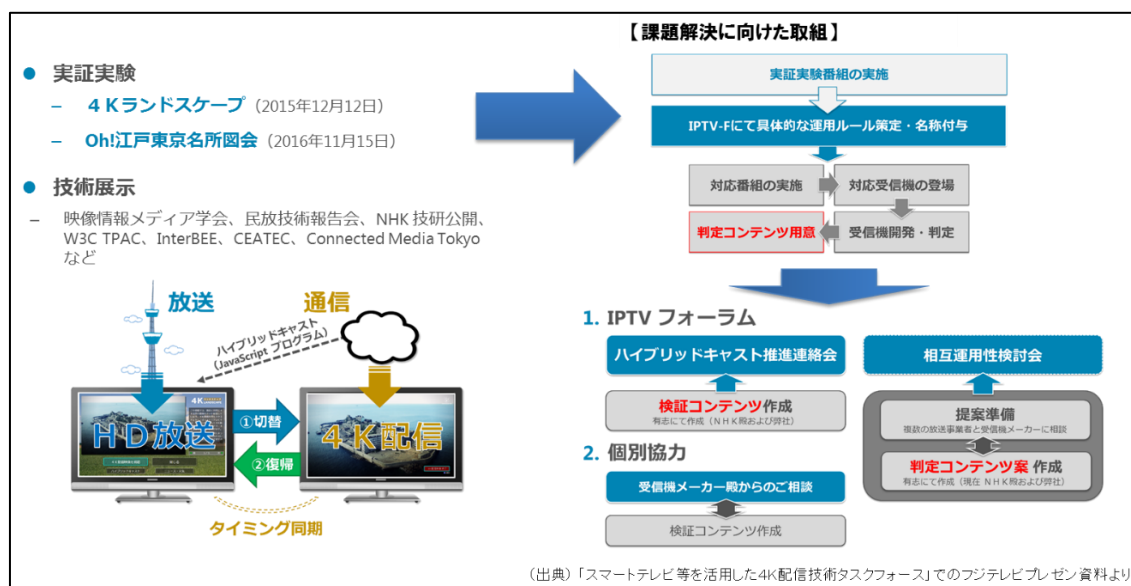 【課題解決に向けた取組】
● 実証実験
– ４Ｋランドスケープ（2015年12月12日）
– Oh!江戸東京名所図会（2016年11月15日）
● 技術展示
– 映像情報メディア学会、民放技術報告会、NHK 技研公開、
W3C TPAC、InterBEE、CEATEC、Connected Media Tokyo
など
放送
通信
ハイブリッドキャスト
（JavaScript プログラム）
4K
HD放送
①切替
②復帰
４Ｋ配信
タイミング同期
実証実験番組の実施
IPTV-Fにて具体的な運用ルール策定・名称付与
対応番組の実施
対応受信機の登場
判定コンテンツ用意
受信機開発・判定
1. IPTV フォーラム
ハイブリッドキャスト推進連絡会
検証コンテンツ作成
有志にて作成（ＮＨＫ殿および弊社）
相互運用性検討会
提案準備
複数の放送事業者と受信機メーカーに相談
判定コンテンツ案 作成
有志にて作成（現在 ＮＨＫ殿および弊社）
2. 個別協力
受信機メーカー殿からのご相談
検証コンテンツ作成
（出典）「スマートテレビ等を活用した4K配信技術タスクフォース」でのフジテレビプレゼン資料より